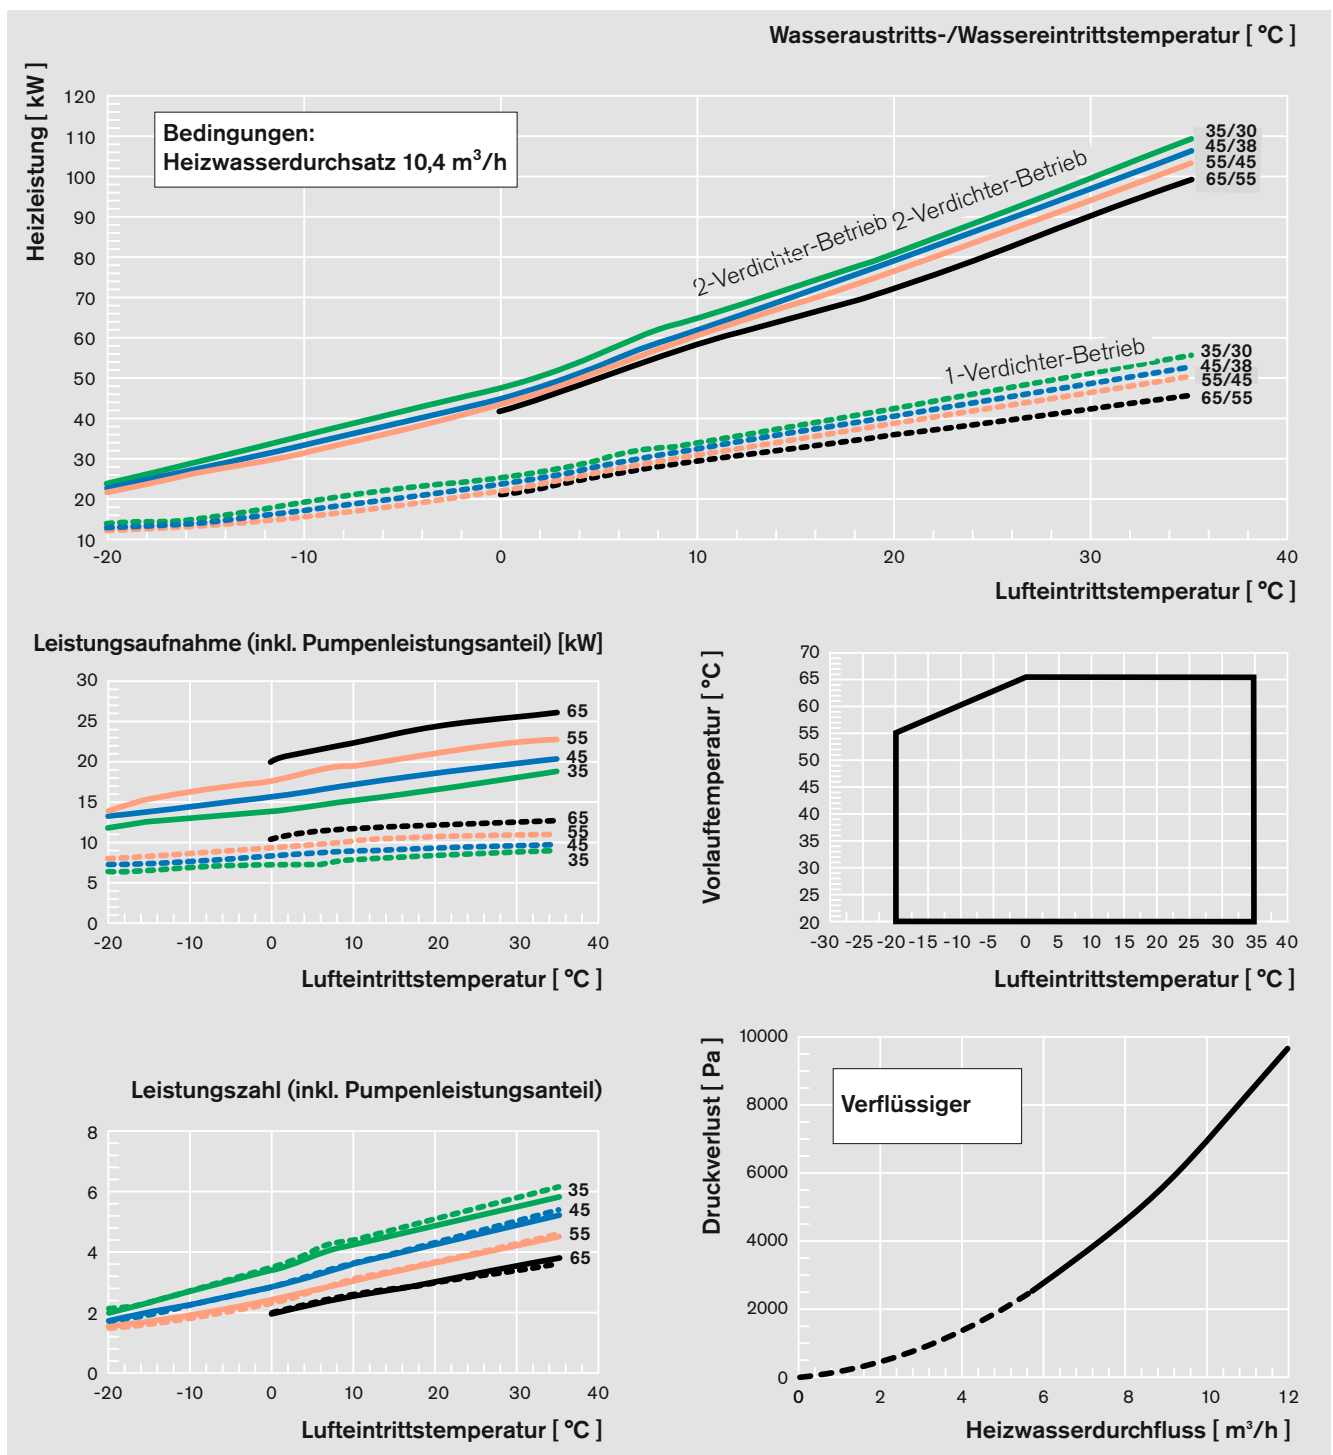 Wasseraustritts-/Wassereintrittstemperatur [ °C ]
Heizleistung [ kW ]
120
110
100
90
80
70
60
50
40
30
20
10
Bedingungen:
Heizwasserdurchsatz 10,4 m³/h
2-Verdichter-Betrieb
2-Verdichter-Betrieb
35/30
45/38
55/45
65/55
1-Verdichter-Betrieb
35/30
45/38
55/45
65/55
-20 -10 0 10 20 30 40
Lufteintrittstemperatur [ °C ]
Leistungsaufnahme (inkl. Pumpenleistungsanteil) [kW]
30
25
20
15
10
5
0
65
55
45
35
65
55
45
35
-20 -10 0 10 20 30 40
Lufteintrittstemperatur [ °C ]
Vorlauftemperatur [ °C ]
70
65
60
55
50
45
40
35
30
25
20
-30 -25 -20 -15 -10 -5 0 5 10 15 20 25 30 35 40
Lufteintrittstemperatur [ °C ]
Leistungszahl (inkl. Pumpenleistungsanteil)
8
6
4
2
0
35
45
55
65
-20 -10 0 10 20 30 40
Lufteintrittstemperatur [ °C ]
Druckverlust [ Pa ]
10000
8000
6000
4000
2000
0
Verflüssiger
0 2 4 6 8 10 12
Heizwasserdurchfluss [ m³/h ]